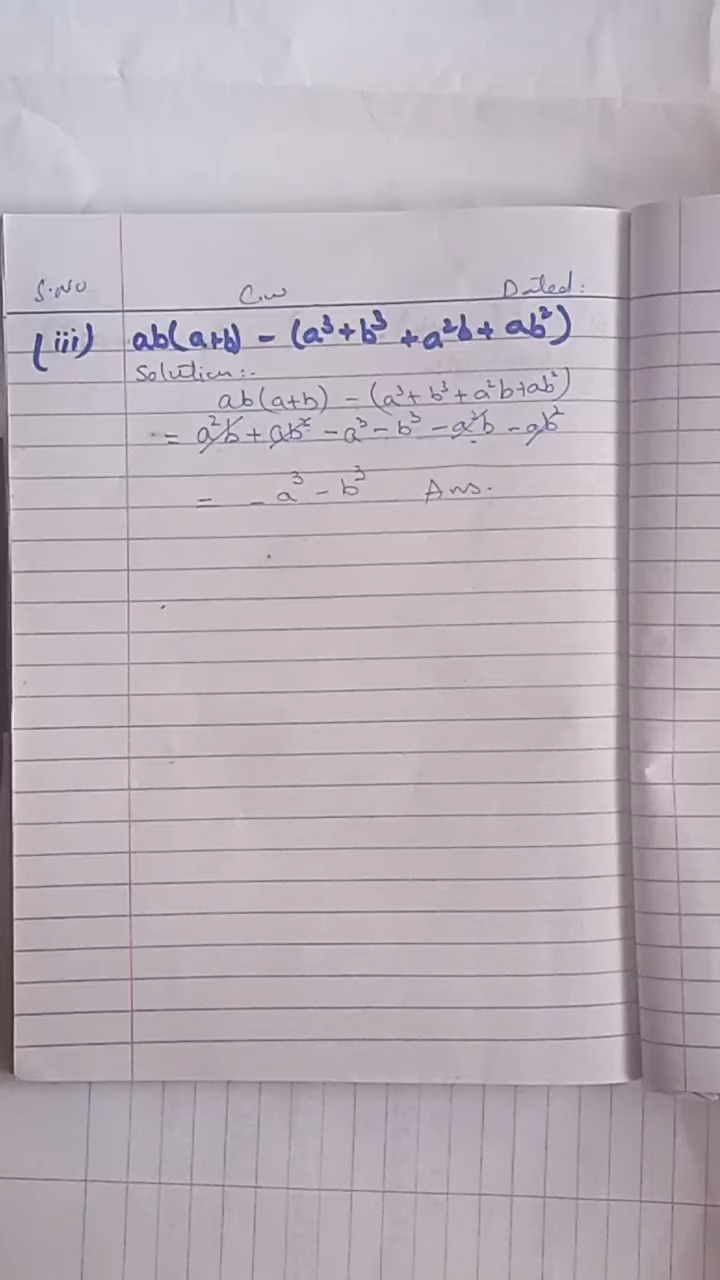 S.No C.w Dated:
(iii) ab(a+b) - (a³+b³+a²b+ab²)
Solution:-
ab(a+b) - (a³+b³+a²b+ab²)
= a²b + ab² - a³ - b³ - a²b - ab²
= - a³ - b³ Ans.